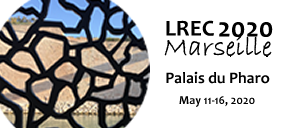 LREC 2020
Marseille
Palais du Pharo
May 11-16, 2020